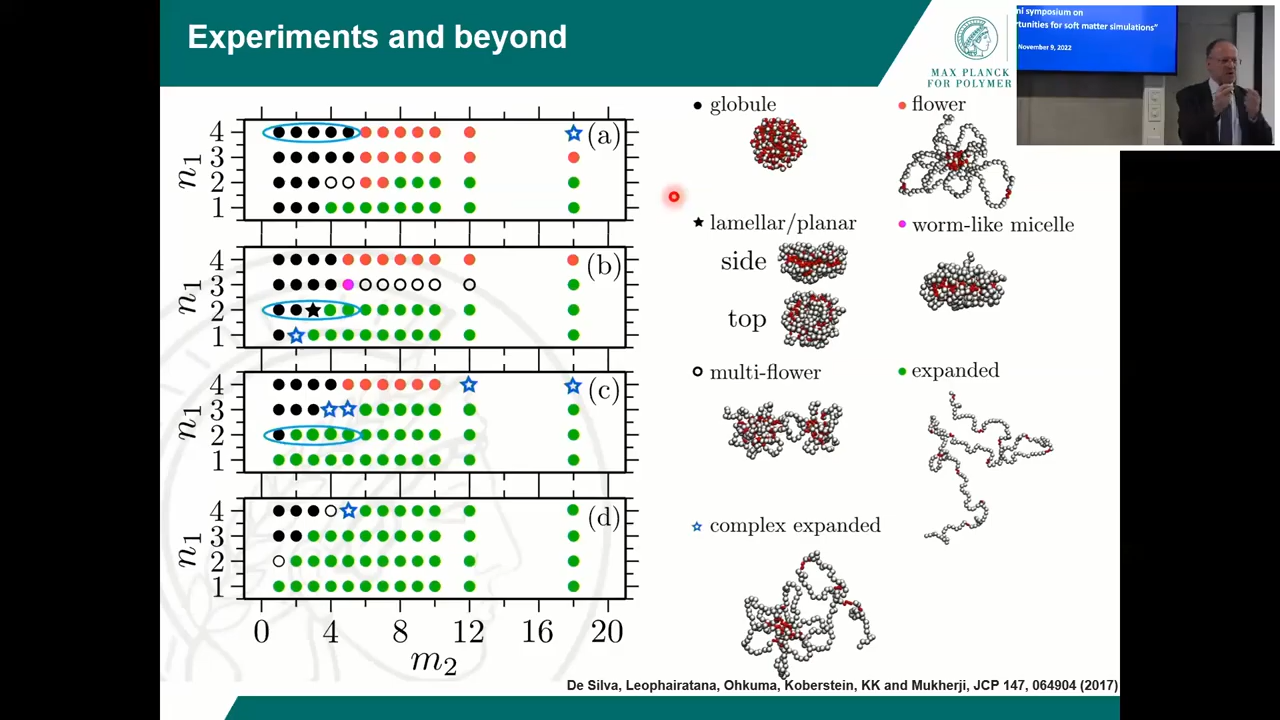 Experiments and beyond
MAX PLANCK
FOR POLYMER
ni symposium on
rtunities for soft matter simulations"
November 9, 2022
n1
4
3
2
1
(a)
n1
4
3
2
1
(b)
n1
4
3
2
1
(c)
n1
4
3
2
1
(d)
0 4 8 12 16 20
m2
globule
flower
lamellar/planar
worm-like micelle
side
top
multi-flower
expanded
complex expanded
De Silva, Leophairatana, Ohkuma, Koberstein, KK and Mukherji, JCP 147, 064904 (2017)